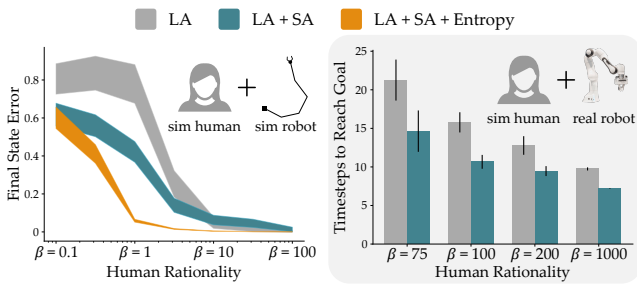 LA LA + SA LA + SA + Entropy
Final State Error
0.8
0.6
0.4
0.2
0
sim human + sim robot
β = 0.1 β = 1 β = 10 β = 100
Human Rationality
Timesteps to Reach Goal
25
20
15
10
5
0
sim human + real robot
β = 75 β = 100 β = 200 β = 1000
Human Rationality